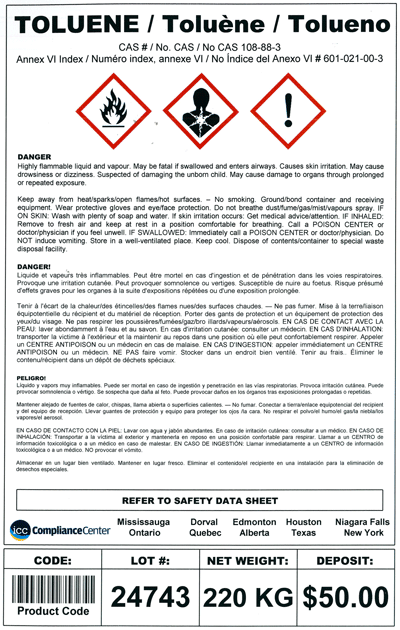 TOLUENE / Toluène / Tolueno
CAS # / No. CAS / No CAS 108-88-3
Annex VI Index / Numéro index, annexe VI / No Ìndice del Anexo VI # 601-021-00-3
DANGER
Highly flammable liquid and vapour. May be fatal if swallowed and enters airways. Causes skin irritation. May cause
drowsiness or dizziness. Suspected of damaging the unborn child. May cause damage to organs through prolonged
or repeated exposure.
Keep away from heat/sparks/open flames/hot surfaces. – No smoking. Ground/bond container and receiving
equipment. Wear protective gloves and eye/face protection. Do not breathe dust/fume/gas/mist/vapours spray. IF
ON SKIN: Wash with plenty of soap and water. If skin irritation occurs: Get medical advice/attention. IF INHALED:
Remove to fresh air and keep at rest in a position comfortable for breathing. Call a POISON CENTER or
doctor/physician if you feel unwell. IF SWALLOWED: Immediately call a POISON CENTER or doctor/physician. Do
NOT induce vomiting. Store in a well-ventilated place. Keep cool. Dispose of contents/container to special waste
disposal facility.
DANGER!
Liquide et vapeurs très inflammables. Peut être mortel en cas d'ingestion et de pénétration dans les voies respiratoires.
Provoque une irritation cutanée. Peut provoquer somnolence ou vertiges. Susceptible de nuire au foetus. Risque présumé
d'effets graves pour les organes à la suite d'expositions répétées ou d'une exposition prolongée.
Tenir à l'écart de la chaleur/des étincelles/des flammes nues/des surfaces chaudes. — Ne pas fumer. Mise à la terre/liaison
équipotentielle du récipient et du matériel de réception. Porter des gants de protection et un équipement de protection des
yeux/du visage. Ne pas respirer les poussières/fumées/gaz/bro illards/vapeurs/aérosols. EN CAS DE CONTACT AVEC LA
PEAU: laver abondamment à l'eau et au savon. En cas d'irritation cutanée: consulter un médecin. EN CAS D'INHALATION:
transporter la victime à l'extérieur et la maintenir au repos dans une position où elle peut confortablement respirer. Appeler
un CENTRE ANTIPOISON ou un médecin en cas de malaise. EN CAS D'INGESTION: appeler immédiatement un CENTRE
ANTIPOISON ou un médecin. NE PAS faire vomir. Stocker dans un endroit bien ventilé. Tenir au frais.. Éliminer le
contenu/récipient dans un dépôt de déchets spéciaux.
PELIGRO!
Líquido y vapors muy inflamables. Puede ser mortal en caso de ingestión y penetración en las vías respiratorias. Provoca irritación cutánea. Puede
provocar somnolencia o vértigo. Se sospecha que daña al feto. Puede provocar daños en los órganos tras exposiciones prolongadas o repetidas.
Mantener alejado de fuentes de calor, chispas, llama abierta o superficies calientes. — No fumar. Conectar a tierra/enlace equipotencial del recipient
y del equipo de recepción. Llevar guantes de protección y equipo para proteger los ojos /la cara. No respirar el polvo/el humo/el gas/la niebla/los
vapores/el aerosol.
EN CASO DE CONTACTO CON LA PIEL: Lavar con agua y jabón abundantes. En caso de irritación cutánea: consultar a un médico. EN CASO DE
INHALACIÓN: Transportar a la víctima al exterior y mantenerla en reposo en una posición confortable para respirar. Llamar a un CENTRO de
información toxicológica o a un médico en caso de malestar. EN CASO DE INGESTIÓN: Llamar inmediatamente a un CENTRO de información
toxicológica o a un médico. NO provocar el vómito.
Almacenar en un lugar bien ventilado. Mantener en lugar fresco. Eliminar el contenido/el recipiente en una instalación para la eliminación de
desechos especiales.
REFER TO SAFETY DATA SHEET
icc ComplianceCenter
Mississauga Ontario
Dorval Quebec
Edmonton Alberta
Houston Texas
Niagara Falls New York
CODE: LOT #: NET WEIGHT: DEPOSIT:
Product Code 24743 220 KG $50.00